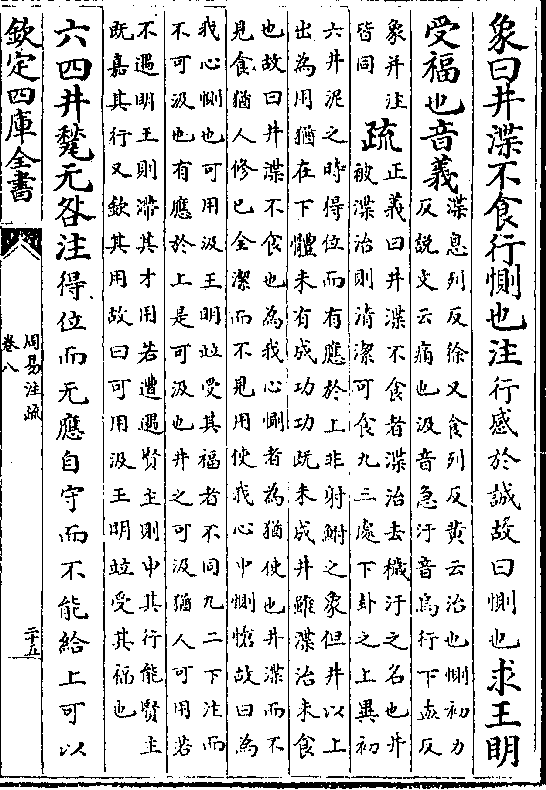 象曰井渫不食行惻也注行感於誠故曰惻也求王明
受福也音義
渫息列反徐又食列反黄云治也惻初力
反説文云痛也汲音急汙音烏行下孟反
象并注
皆同
疏
正義曰井渫不食者渫治去穢汙之名也井
被渫治則清潔可食九三處下卦之上異初
六井泥之時得位而有應於上非射鮒之象但井以上
出為用猶在下體未有成功功既未成井雖渫治未食
也故曰井渫不食也為我心惻者為猶使也井渫而不
見食猶人修己全潔而不見用使我心中惻愴故曰為
我心惻也可用汲王明竝受其福者不同九二下注而
不可汲也有應於上是可汲也井之可汲猶人可用若
不遇明王則滯其才用若遭遇賢主則申其行能賢主
既嘉其行又欽其用故曰可用汲王明竝受其福也
六四井甃无咎注得位而无應自守而不能給上可以
欽定四庫全書
周易注疏
卷八
二十五